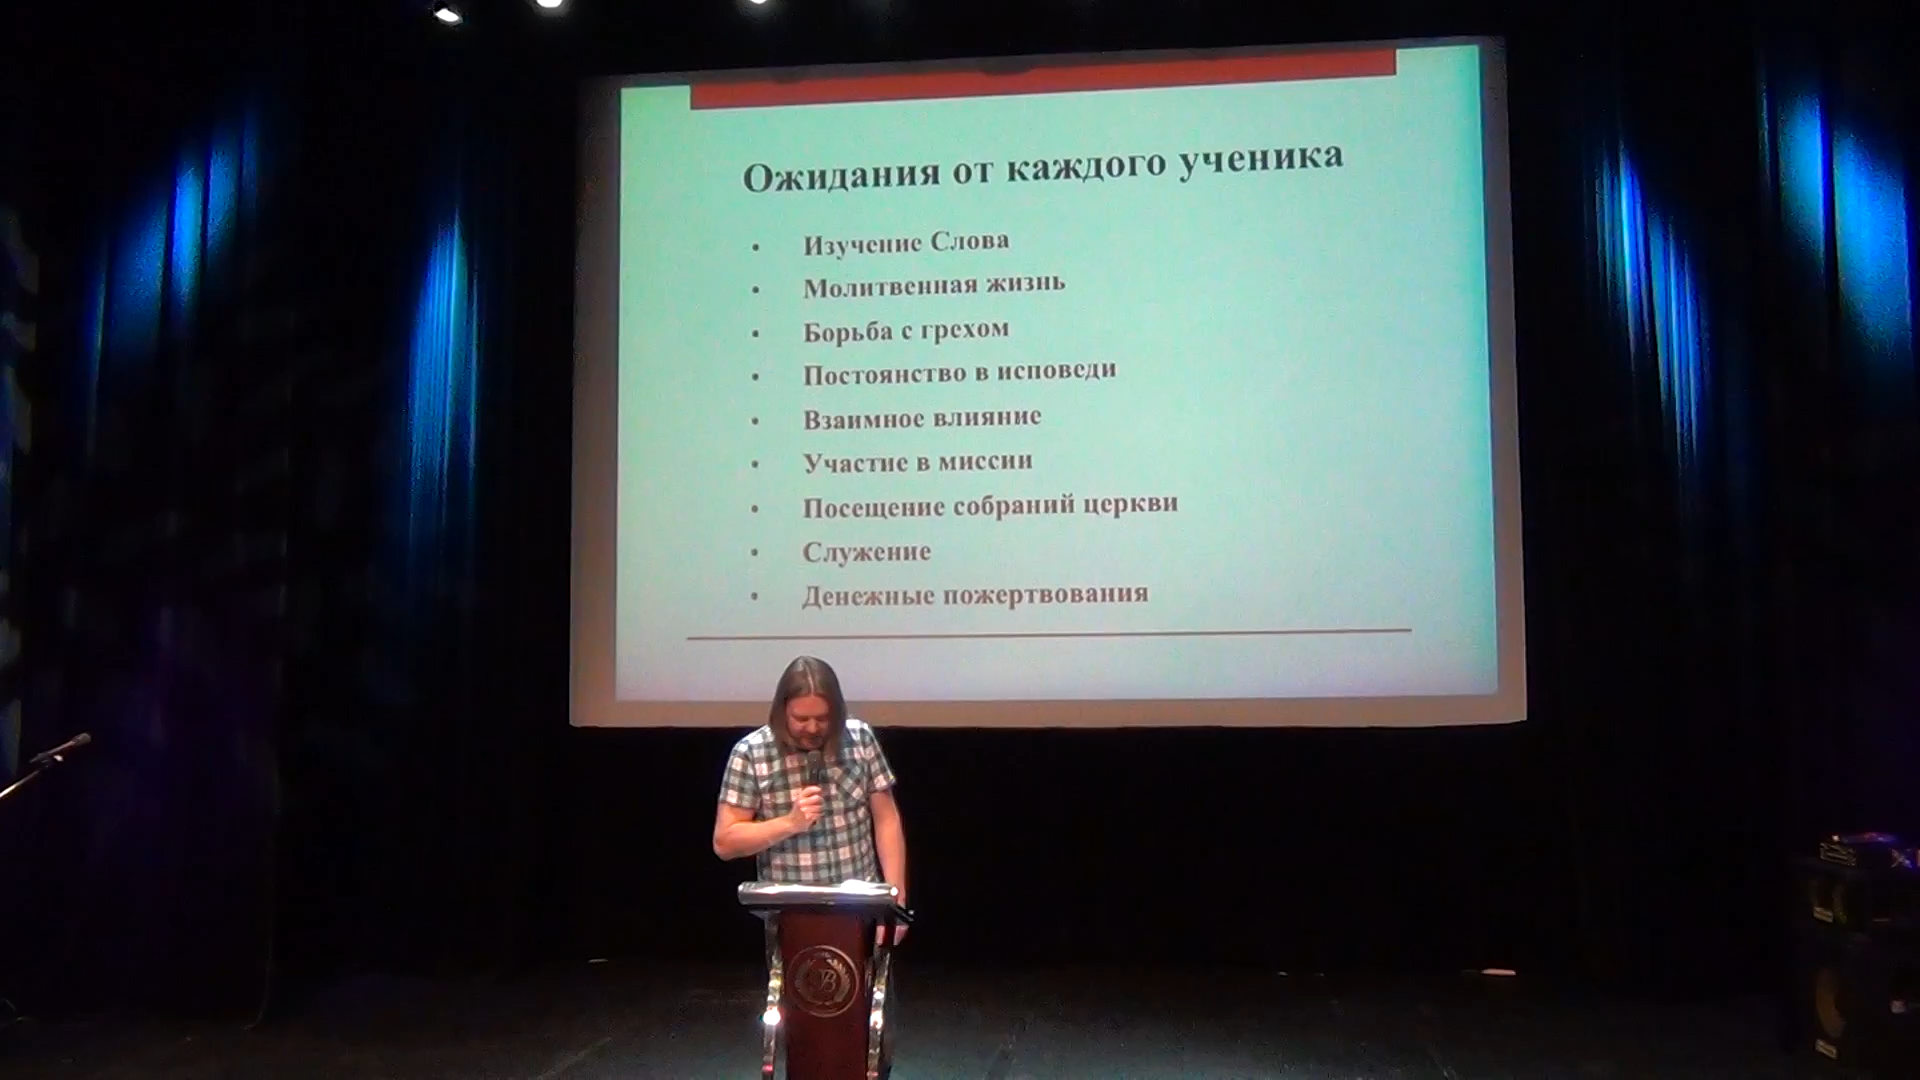 Ожидания от каждого ученика
• Изучение Слова
• Молитвенная жизнь
• Борьба с грехом
• Постоянство в исповеди
• Взаимное влияние
• Участие в миссии
• Посещение собраний церкви
• Служение
• Денежные пожертвования